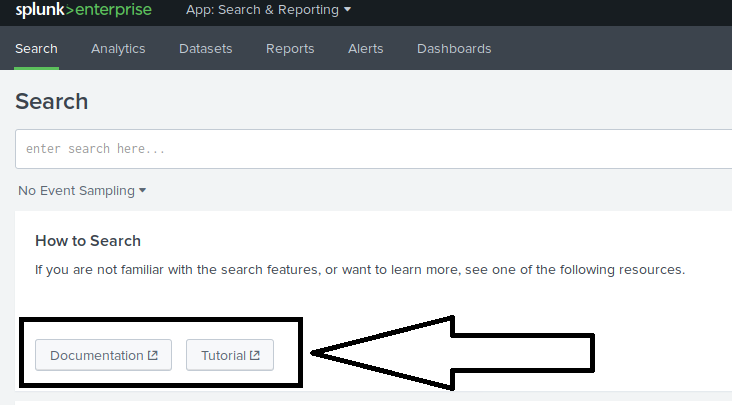 splunk>enterprise App: Search & Reporting
Search Analytics Datasets Reports Alerts Dashboards
Search
enter search here...
No Event Sampling
How to Search
If you are not familiar with the search features, or want to learn more, see one of the following resources.
Documentation Tutorial